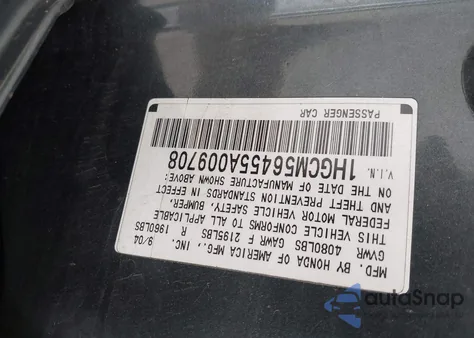 MFD. BY HONDA OF AMERICA MFG., INC. 9/04
GVWR 4080LBS GAWR F 2195LBS R 1960LBS
THIS VEHICLE CONFORMS TO ALL APPLICABLE
FEDERAL MOTOR VEHICLE SAFETY, BUMPER,
AND THEFT PREVENTION STANDARDS IN EFFECT
ON THE DATE OF MANUFACTURE SHOWN ABOVE:
V.I.N. 1HGCM56455A009708
PASSENGER CAR
autoSnap
www.autosnap